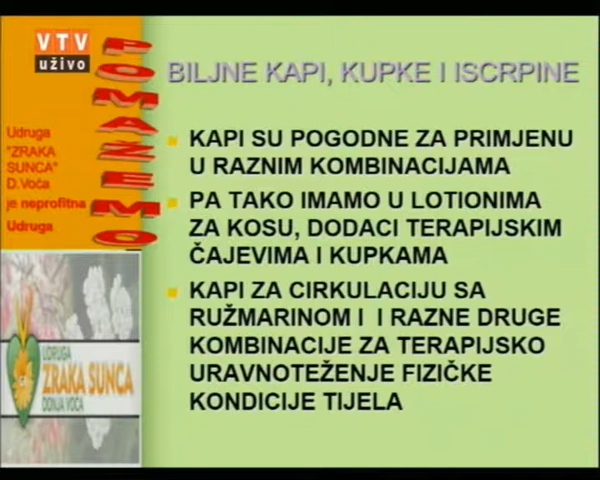 VTV
uživo
POMAŽEMO
Udruga
"ZRAKA
SUNCA"
D.Voća
je neprofitna
Udruga
UDRUGA
ZRAKA SUNCA
DONJA VOĆA
BILJNE KAPI, KUPKE I ISCRPINE
KAPI SU POGODNE ZA PRIMJENU
U RAZNIM KOMBINACIJAMA
PA TAKO IMAMO U LOTIONIMA
ZA KOSU, DODACI TERAPIJSKIM
ČAJEVIMA I KUPKAMA
KAPI ZA CIRKULACIJU SA
RUŽMARINOM I I RAZNE DRUGE
KOMBINACIJE ZA TERAPIJSKO
URAVNOTEŽENJE FIZIČKE
KONDICIJE TIJELA